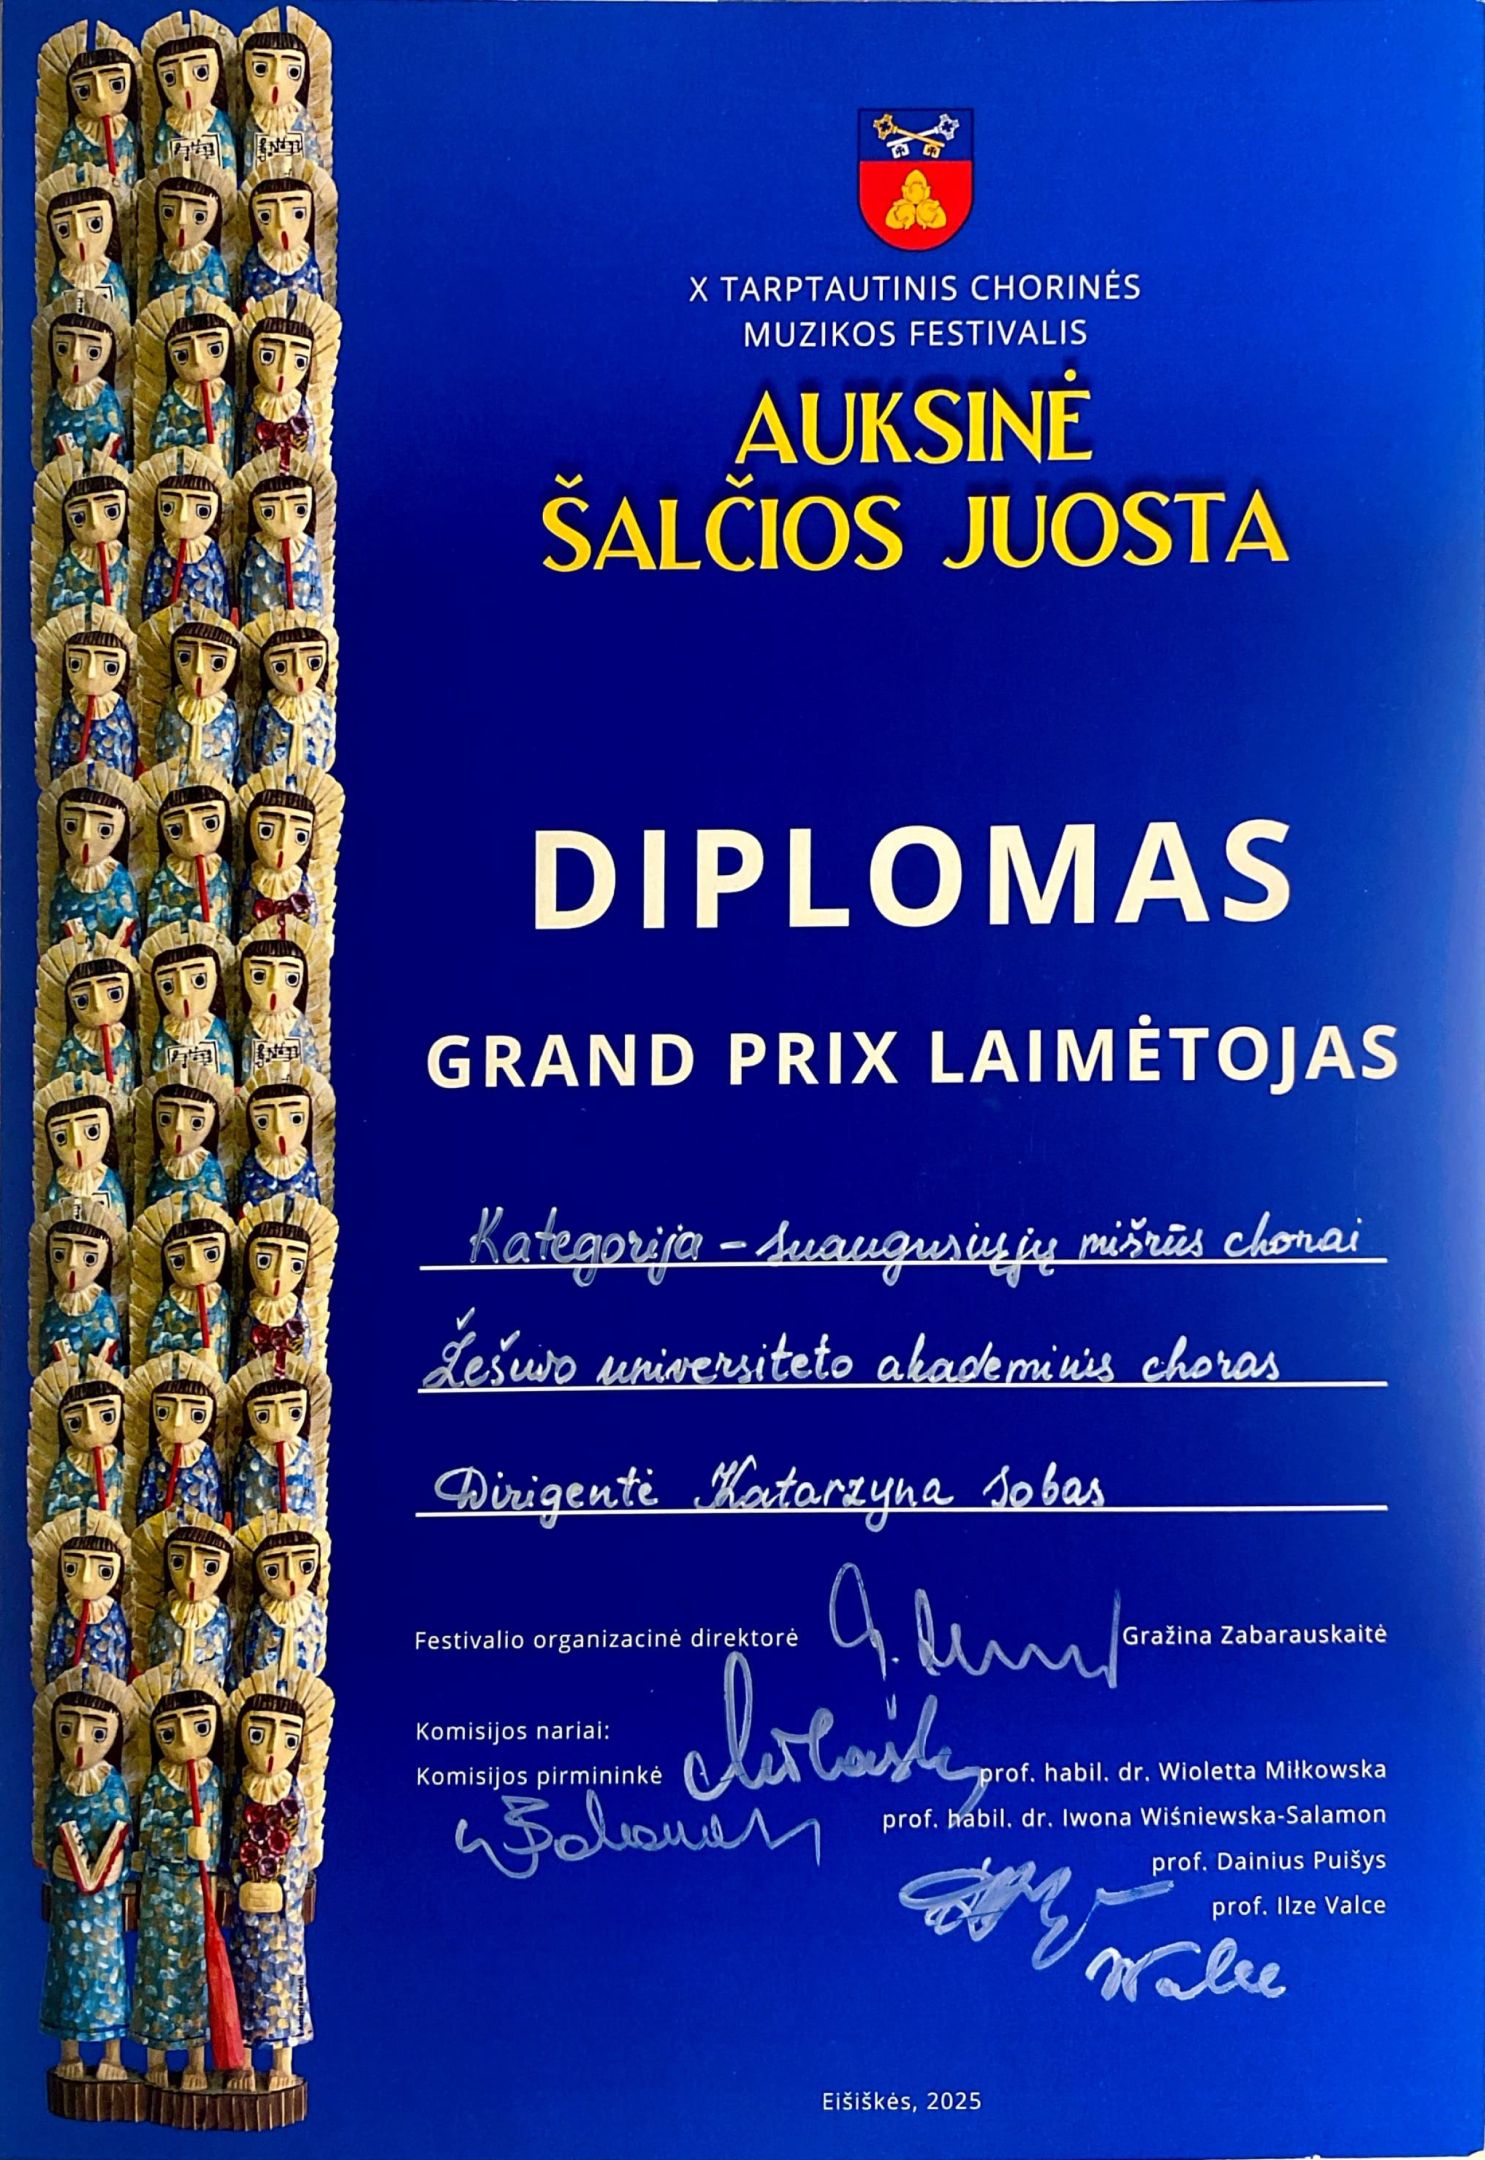 X TARPTAUTINIS CHORINĖS
MUZIKOS FESTIVALIS
AUKSINĖ
ŠALČIOS JUOSTA
DIPLOMAS
GRAND PRIX LAIMĖTOJAS
Kategorija – suaugusiųjų mišrūs chorai
Žešuvo universiteto akademinis choras
Dirigentė Katarzyna Sobas
Festivalio organizacinė direktorė Gražina Zabarauskaitė
Komisijos nariai:
Komisijos pirmininkė prof. habil. dr. Wioletta Miłkowska
prof. habil. dr. Iwona Wiśniewska-Salamon
prof. Dainius Puišys
prof. Ilze Valce
Eišiškės, 2025